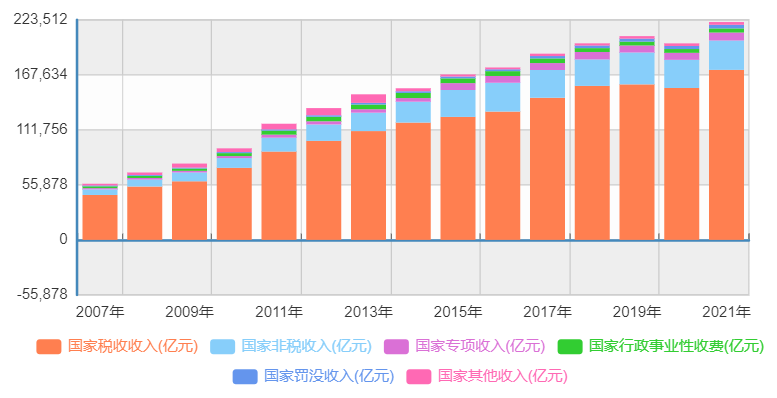 223,512
167,634
111,756
55,878
0
-55,878
2007年 2009年 2011年 2013年 2015年 2017年 2019年 2021年
国家税收收入(亿元) 国家非税收入(亿元) 国家专项收入(亿元) 国家行政事业性收费(亿元)
国家罚没收入(亿元) 国家其他收入(亿元)